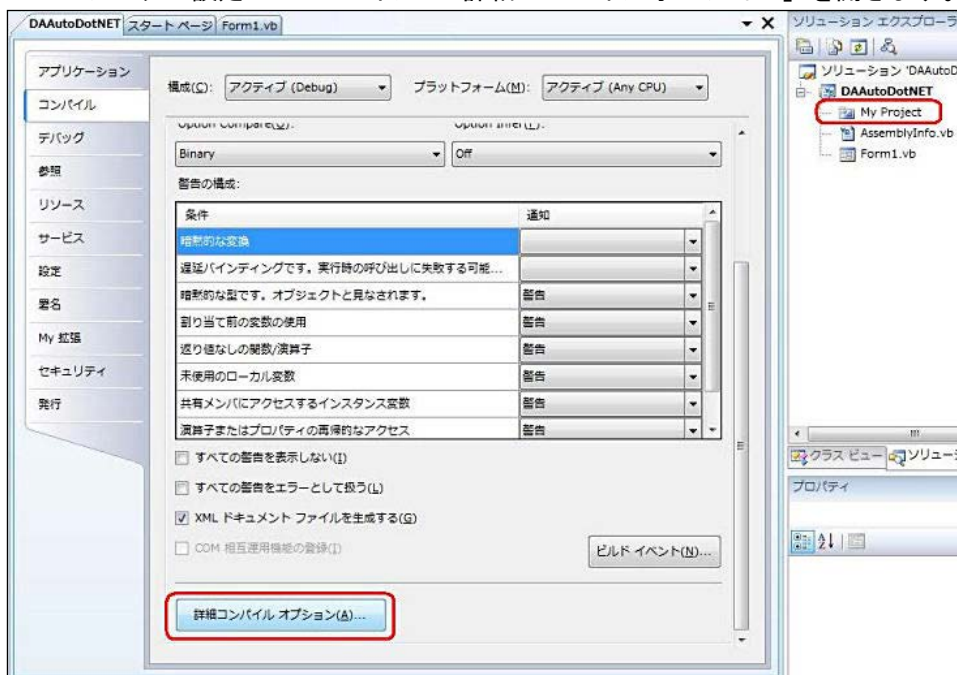 DAAutoDotNET スタート ページ Form1.vb
アプリケーション
コンパイル
デバッグ
参照
リソース
サービス
設定
署名
My 拡張
セキュリティ
発行
構成(C): アクティブ (Debug) プラットフォーム(M): アクティブ (Any CPU)
Option Compare(O): Option Infer(I):
Binary Off
警告の構成:
条件 通知
暗黙的な変換
遅延バインディングです。実行時の呼び出しに失敗する可能...
暗黙的な型です。オブジェクトと見なされます。 警告
割り当て前の変数の使用 警告
返り値なしの関数/演算子 警告
未使用のローカル変数 警告
共有メンバにアクセスするインスタンス変数 警告
演算子またはプロパティの再帰的なアクセス 警告
すべての警告を表示しない(I)
すべての警告をエラーとして扱う(L)
XML ドキュメント ファイルを生成する(G)
COM 相互運用機能の登録(I)
ビルド イベント(N)...
詳細コンパイル オプション(A)...
ソリューション エクスプローラ
ソリューション 'DAAutoD
DAAutoDotNET
My Project
AssemblyInfo.vb
Form1.vb
クラス ビュー ソリューーシ
プロパティ